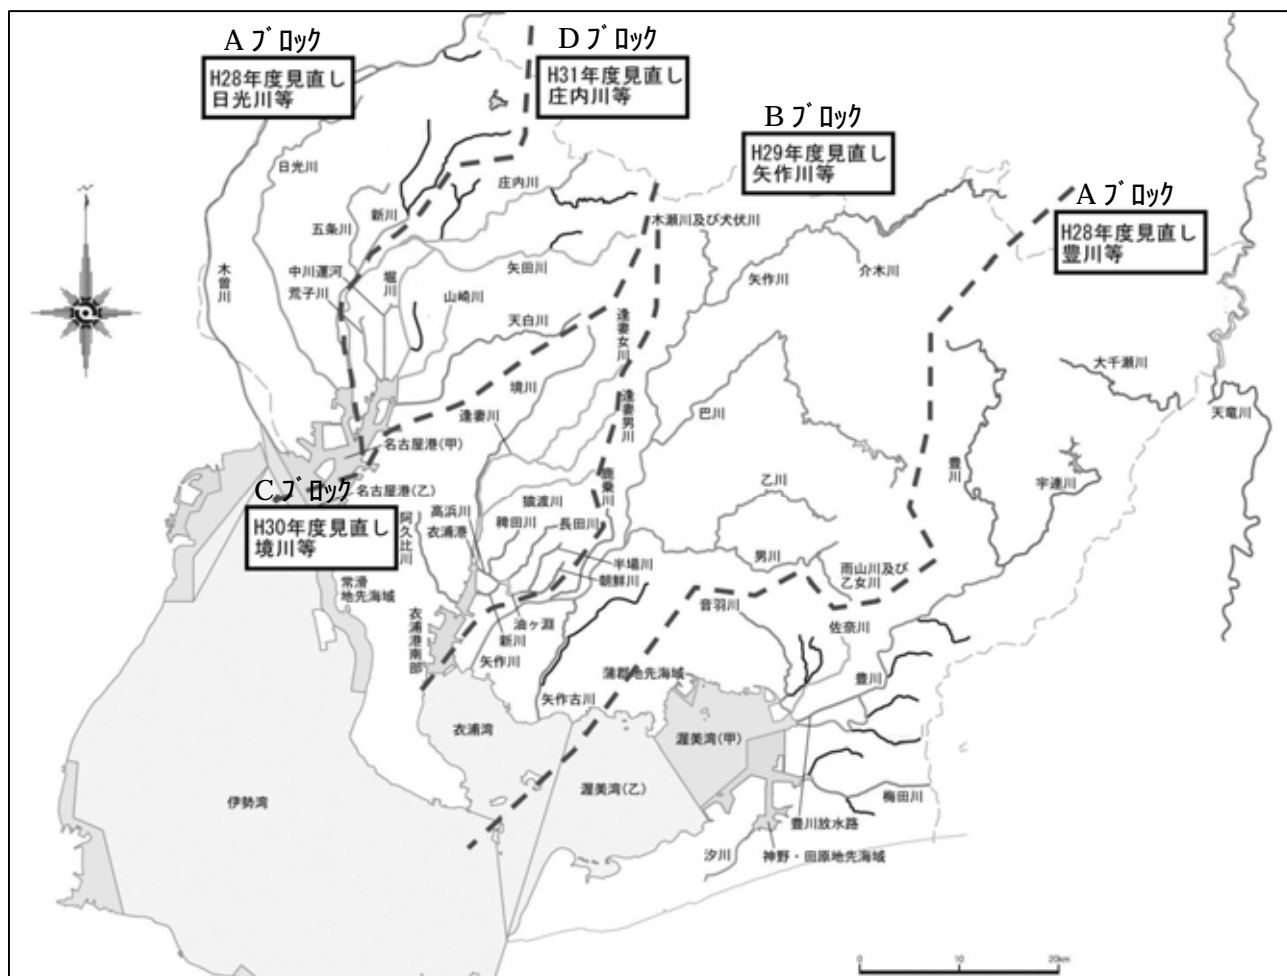 Aブロック
H28年度見直し
日光川等
Dブロック
H31年度見直し
庄内川等
Bブロック
H29年度見直し
矢作川等
Aブロック
H28年度見直し
豊川等
日光川
庄内川
新川
五条川
木曽川
中川運河
荒子川
堀川
矢田川
山崎川
天白川
木瀬川及び犬伏川
矢作川
介木川
逢妻女川
境川
逢妻川
逢妻男川
巴川
大千瀬川
天竜川
豊川
宇連川
名古屋港(甲)
名古屋港(乙)
Cブロック
H30年度見直し
境川等
高浜川
衣浦港
阿久比川
猿渡川
稗田川
長田川
鹿乗川
乙川
男川
半場川
朝鮮川
雨山川及び
乙女川
常滑
地先海域
衣浦港南部
油ヶ淵
新川
矢作川
矢作古川
音羽川
佐奈川
蒲郡地先海域
豊川
衣浦湾
渥美湾(甲)
渥美湾(乙)
伊勢湾
梅田川
豊川放水路
汐川
神野・田原地先海域
0 10 20km